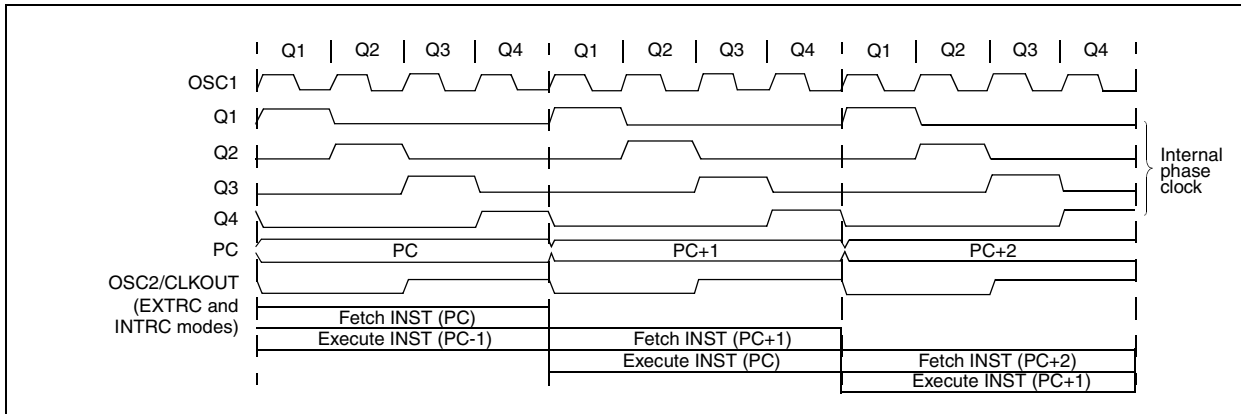 Q1 | Q2 | Q3 | Q4 | Q1 | Q2 | Q3 | Q4 | Q1 | Q2 | Q3 | Q4
OSC1
Q1
Q2
Q3
Q4
Internal
phase
clock
PC PC PC+1 PC+2
OSC2/CLKOUT
(EXTRC and
INTRC modes)
Fetch INST (PC)
Execute INST (PC-1) Fetch INST (PC+1)
Execute INST (PC) Fetch INST (PC+2)
Execute INST (PC+1)